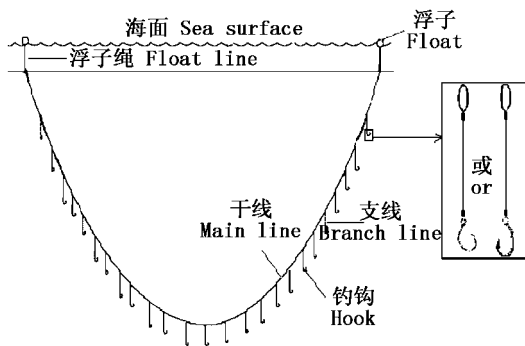 海面 Sea surface
浮子
Float
浮子绳 Float line
或
or
干线
Main line
支线
Branch line
钓钩
Hook